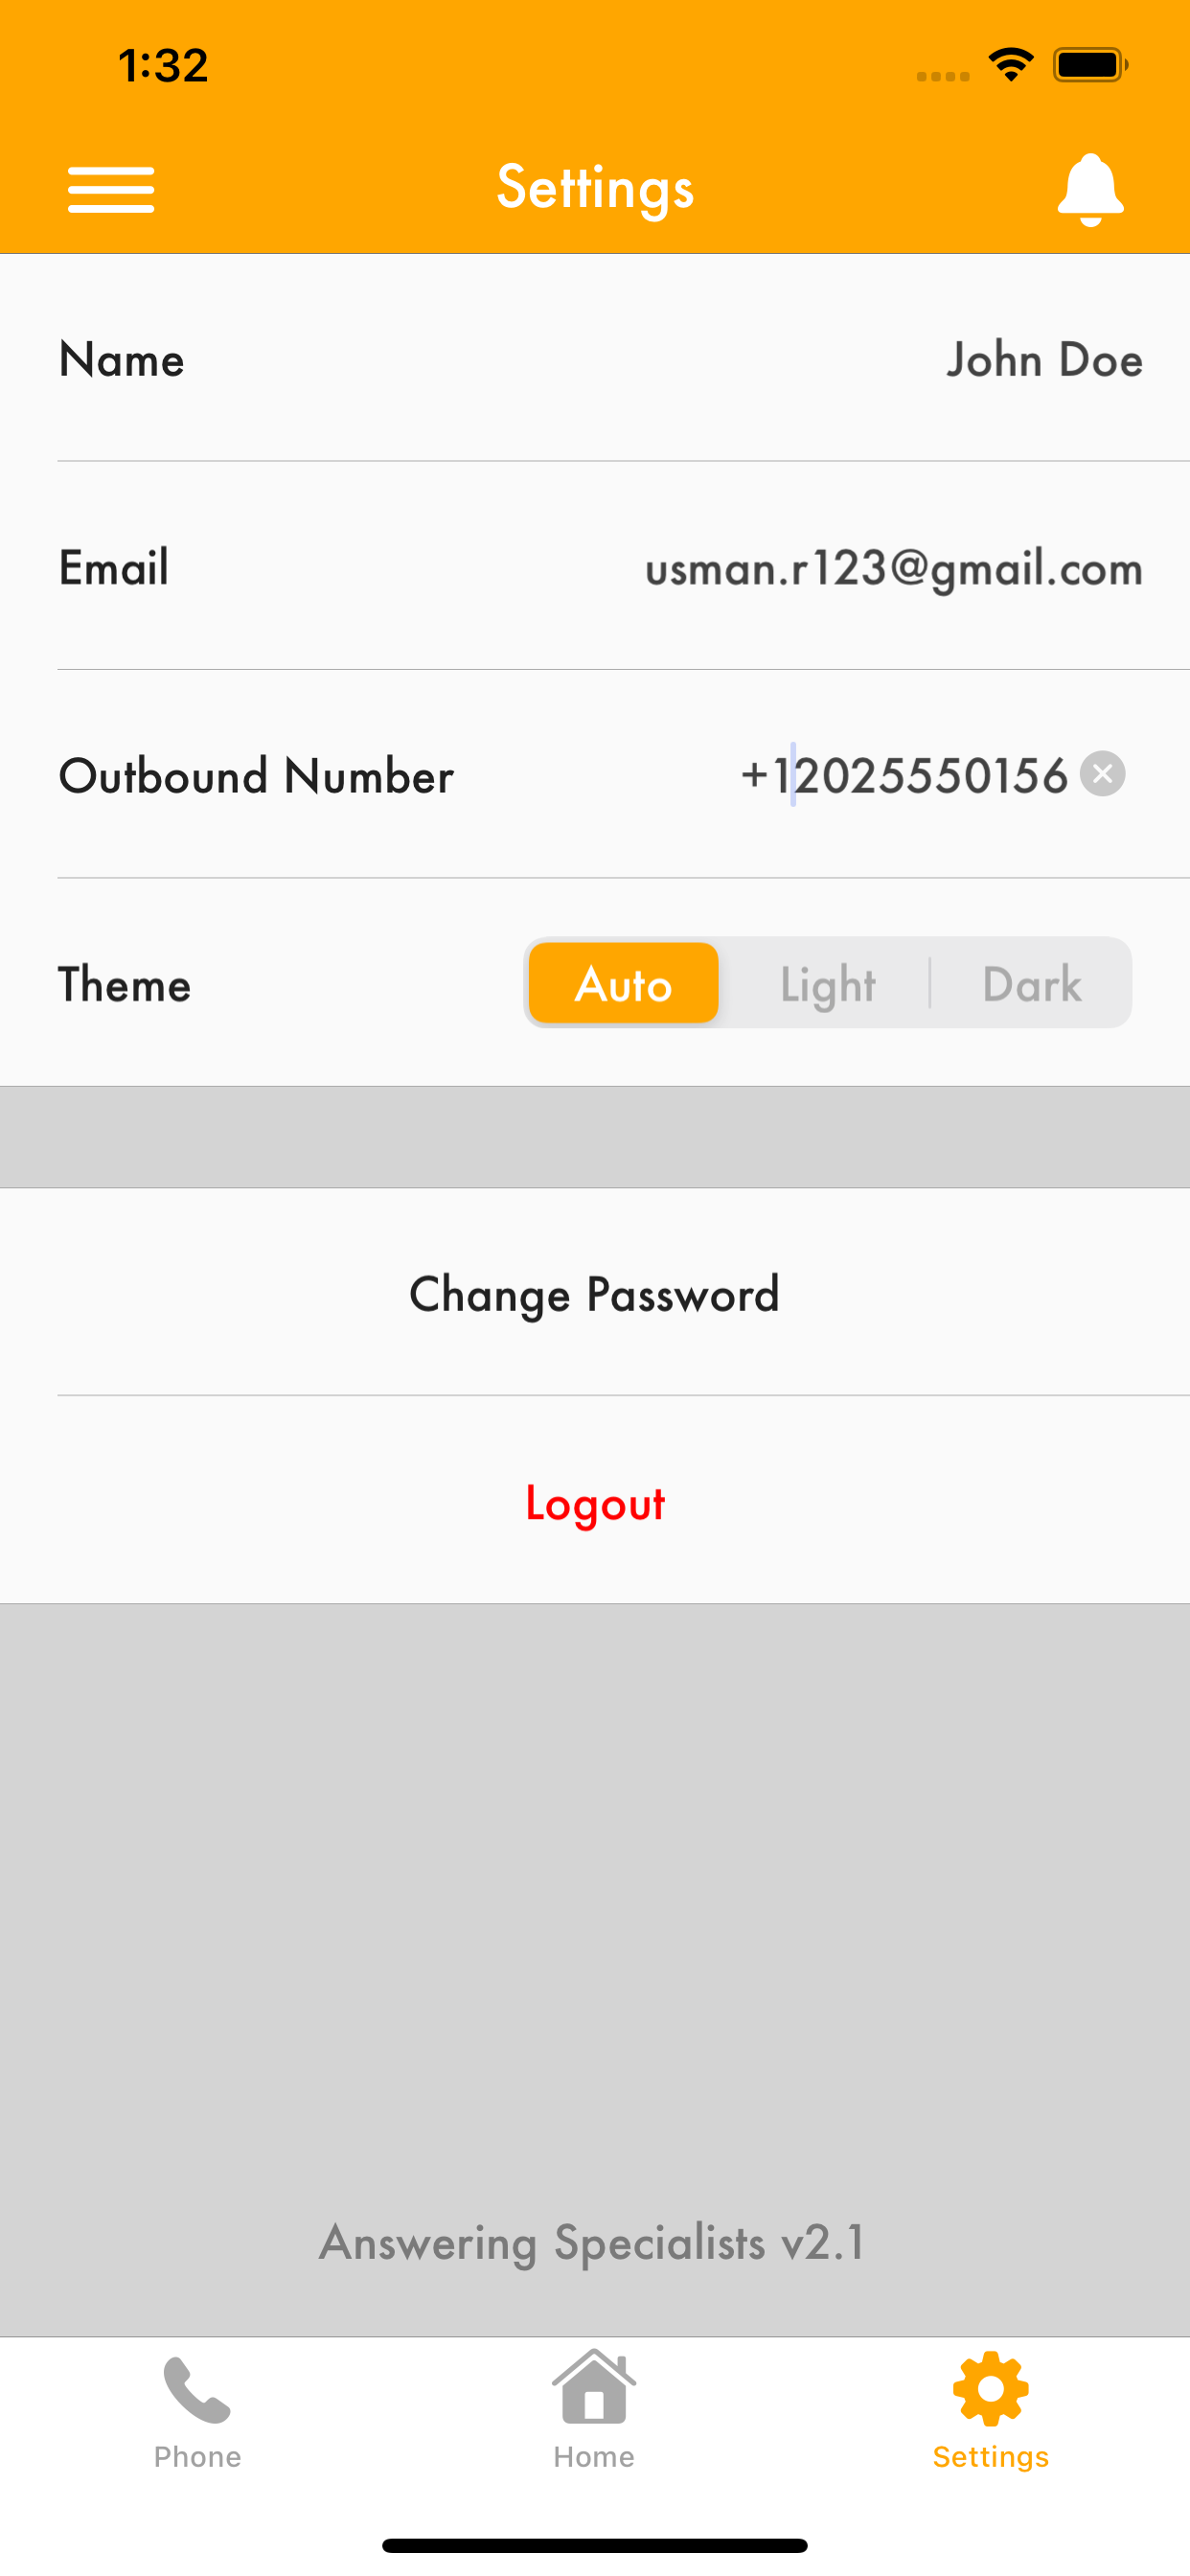 1:32
Settings
Name John Doe
Email usman.r123@gmail.com
Outbound Number +12025550156
Theme Auto Light Dark
Change Password
Logout
Answering Specialists v2.1
Phone Home Settings